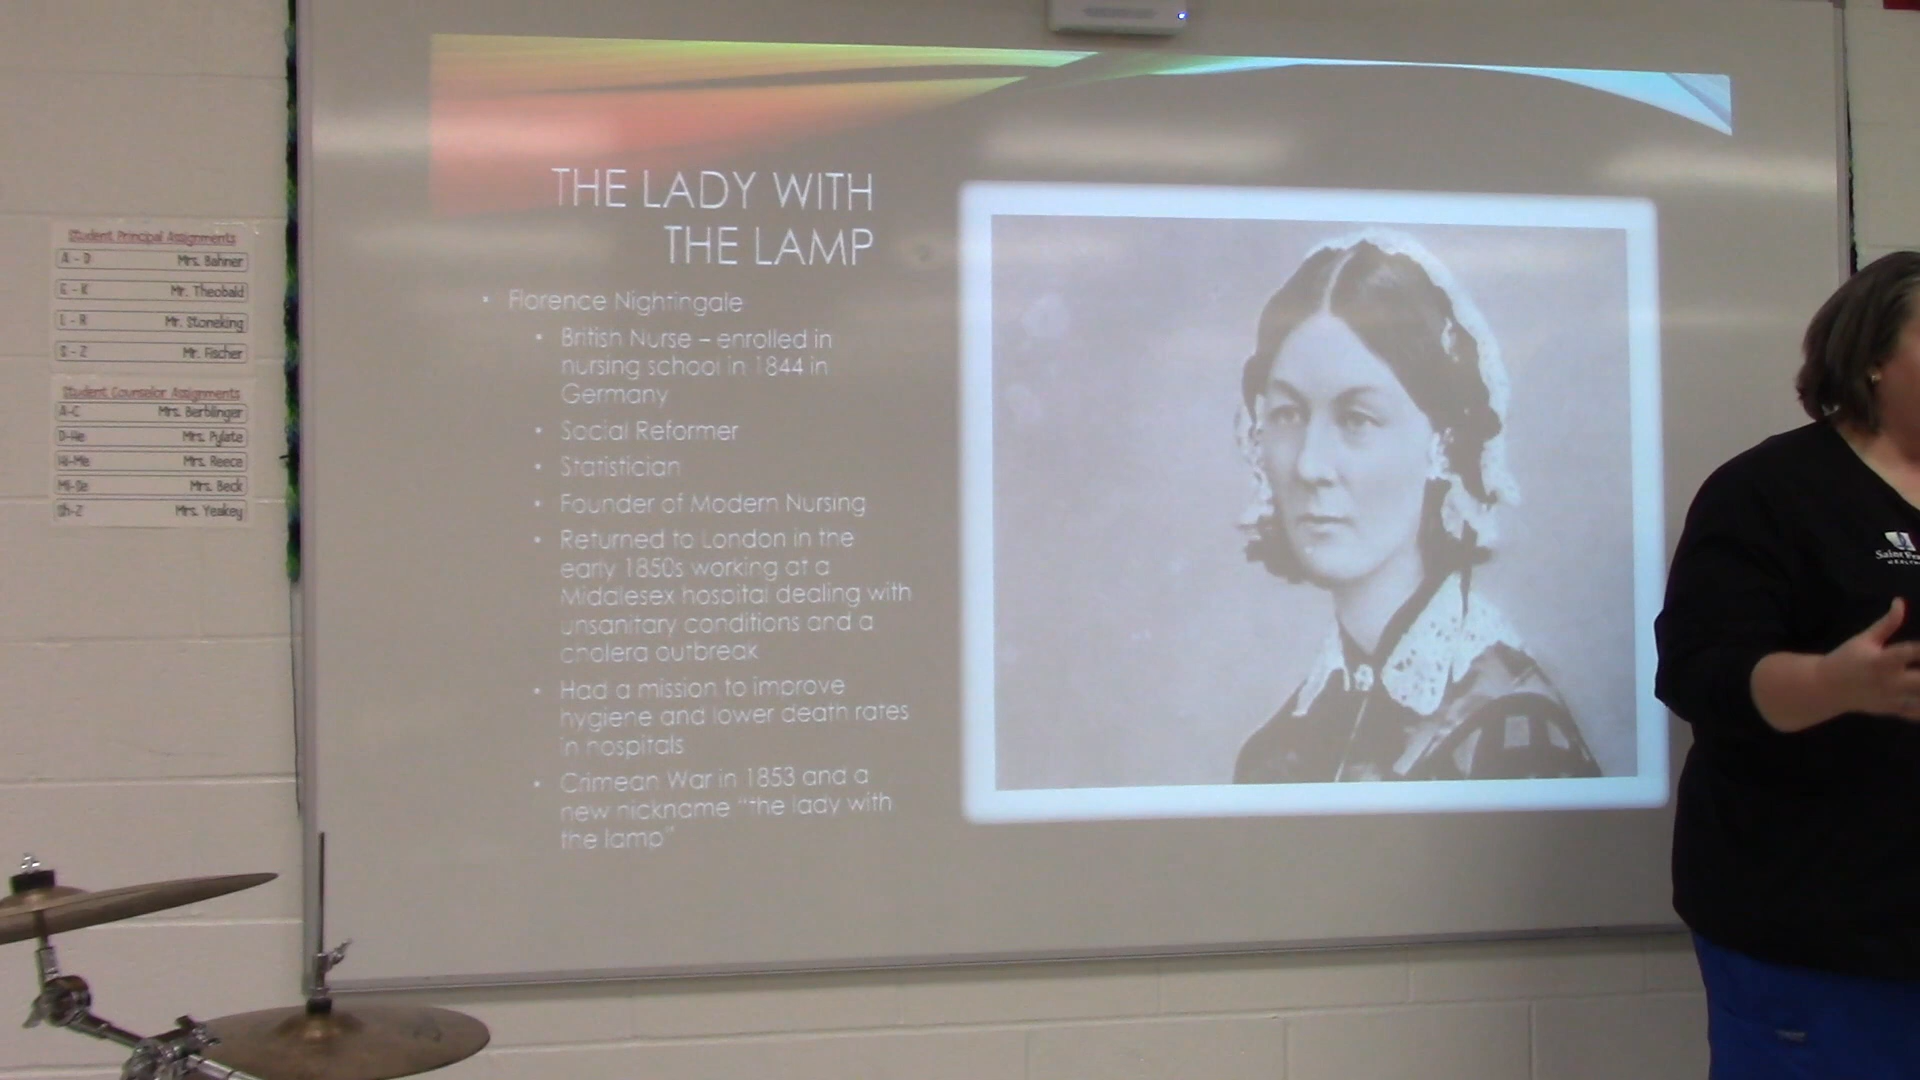 THE LADY WITH
THE LAMP
• Florence Nightingale
• British Nurse – enrolled in
nursing school in 1844 in
Germany
• Social Reformer
• Statistician
• Founder of Modern Nursing
• Returned to London in the
early 1850s working at a
Middlesex hospital dealing with
unsanitary conditions and a
cholera outbreak
• Had a mission to improve
hygiene and lower death rates
in hospitals
• Crimean War in 1853 and a
new nickname "the lady with
the lamp"
Student Principal Assignments
A - D Mrs. Bahner
E - K Mr. Theobald
L - R Mr. Stoneking
S - Z Mr. Fischer
Student Counselor Assignments
A-C Mrs. Berblinger
D-He Mrs. Pylate
Hi-Me Mrs. Reece
Mi-Se Mrs. Beck
Sh-Z Mrs. Yeakey
Saint